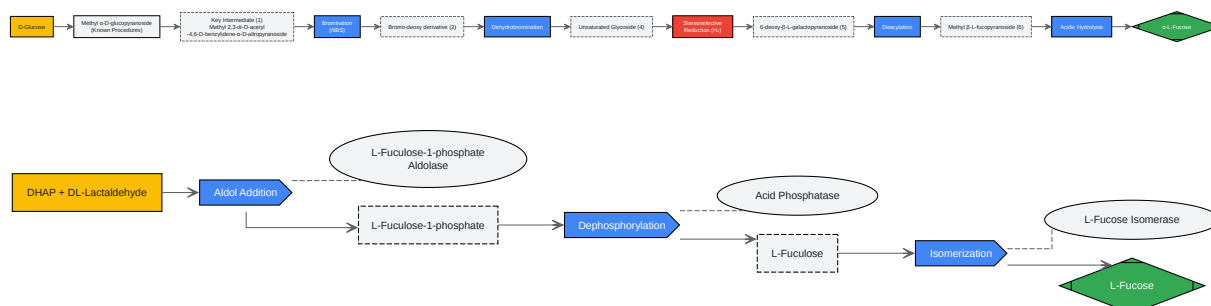 D-Glucose
Methyl α-D-glucopyranoside
(Known Procedures)
Key Intermediate (1)
Methyl 2,3-di-O-acetyl
-4,6-O-benzylidene-α-D-altropyranoside
Bromination
(NBS)
Bromo-deoxy derivative (2)
Dehydrobromination
Unsaturated Glycoside (4)
Stereoselective
Reduction (H₂)
6-deoxy-β-L-galactopyranoside (5)
Deacylation
Methyl β-L-fucopyranoside (6)
Acidic Hydrolysis
α-L-Fucose
DHAP + DL-Lactaldehyde
Aldol Addition
L-Fuculose-1-phosphate
Aldolase
L-Fuculose-1-phosphate
Dephosphorylation
Acid Phosphatase
L-Fuculose
Isomerization
L-Fucose Isomerase
L-Fucose